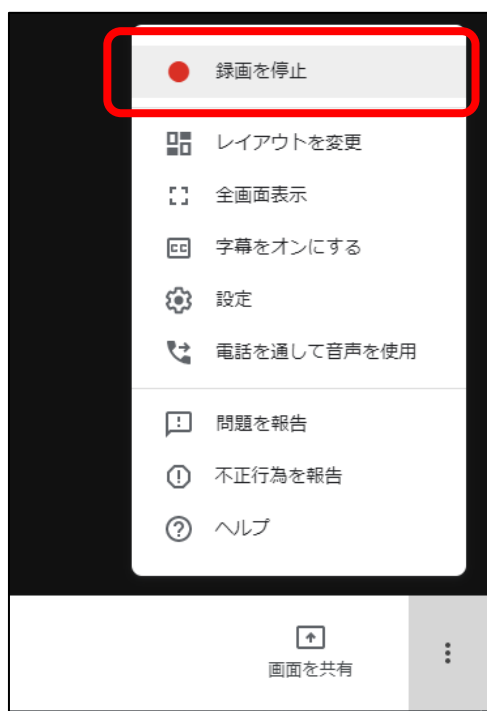 録画を停止
レイアウトを変更
全画面表示
CC 字幕をオンにする
設定
電話を通して音声を使用
問題を報告
不正行為を報告
ヘルプ
画面を共有